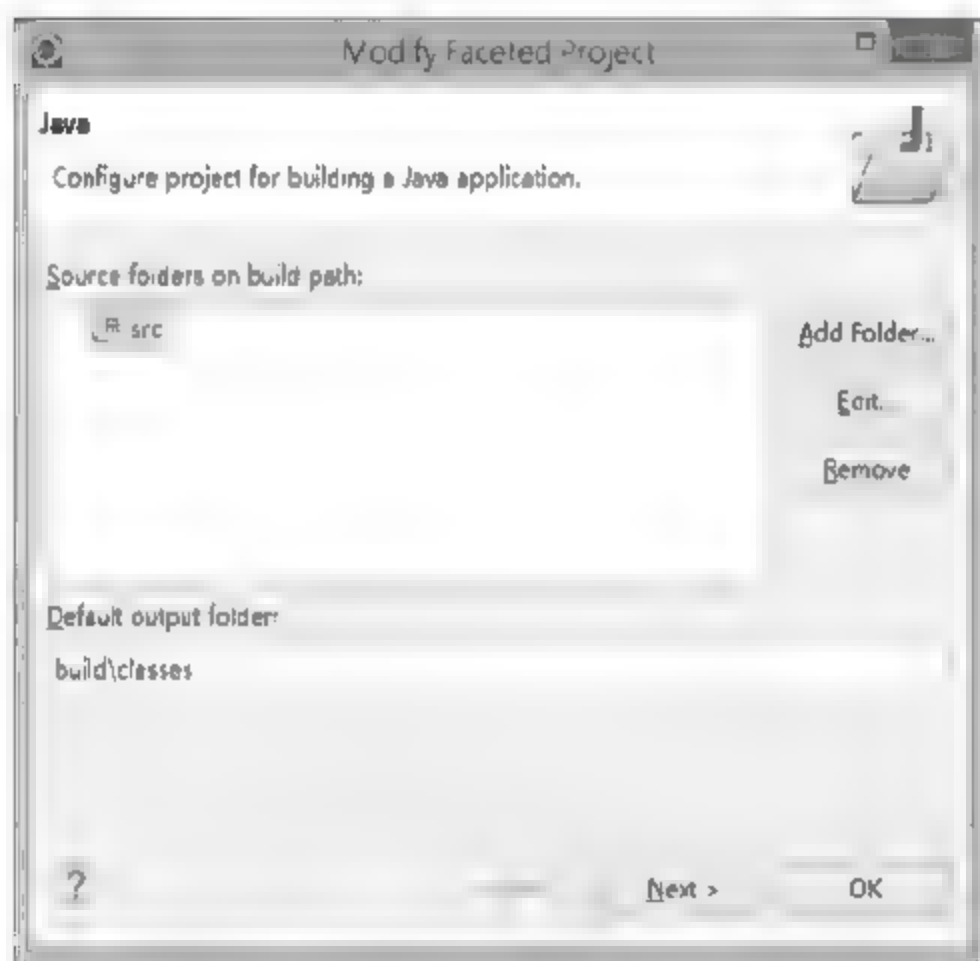 Modify Faceted Project
Java
Configure project for building a Java application.
Source folders on build path:
src
Add Folder...
Edit...
Remove
Default output folder:
build\classes
?
Next >
OK